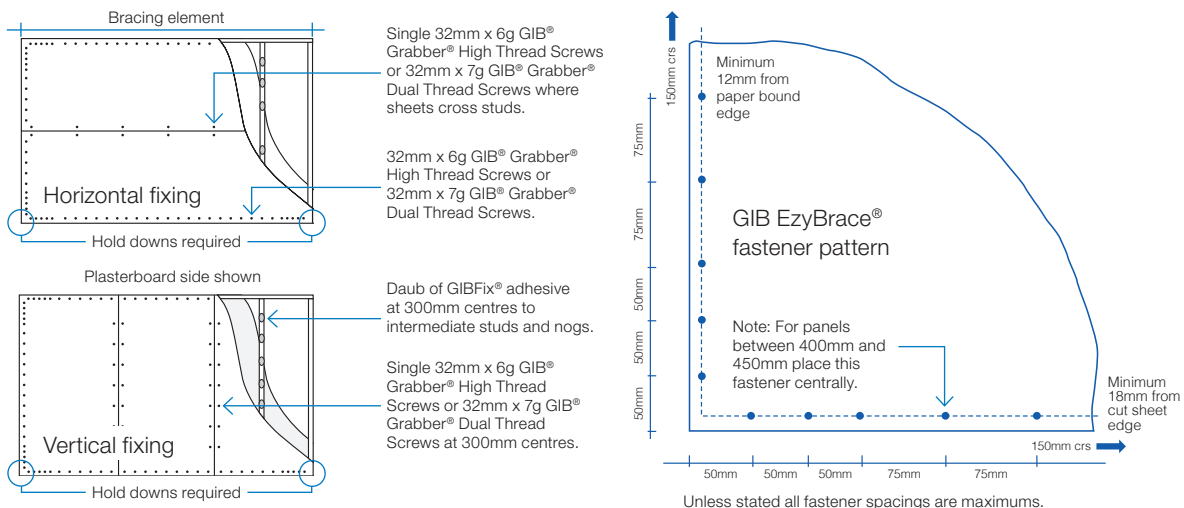 Bracing element
Single 32mm x 6g GIB®
Grabber® High Thread Screws
or 32mm x 7g GIB® Grabber®
Dual Thread Screws where
sheets cross studs.
Horizontal fixing
32mm x 6g GIB® Grabber®
High Thread Screws or
32mm x 7g GIB® Grabber®
Dual Thread Screws.
Hold downs required
Plasterboard side shown
Daub of GIBFix® adhesive
at 300mm centres to
intermediate studs and nogs.
Single 32mm x 6g GIB®
Grabber® High Thread
Screws or 32mm x 7g GIB®
Grabber® Dual Thread
Screws at 300mm centres.
Vertical fixing
Hold downs required
150mm crs
Minimum
12mm from
paper bound
edge
75mm
75mm
50mm
50mm
50mm
GIB EzyBrace®
fastener pattern
Note: For panels
between 400mm and
450mm place this
fastener centrally.
Minimum
18mm from
cut sheet
edge
150mm crs
50mm
50mm
50mm
75mm
75mm
Unless stated all fastener spacings are maximums.